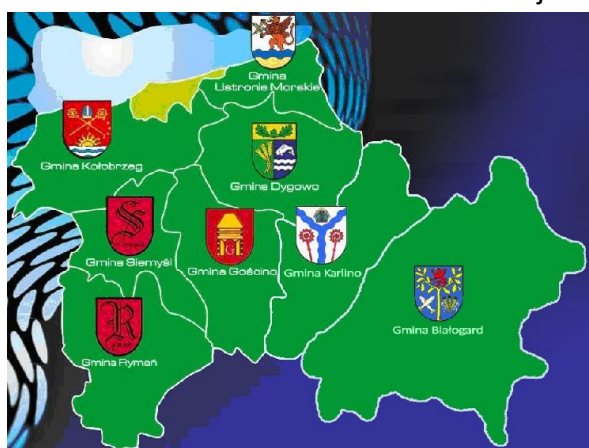 Gmina
Ustronie Morskie
Gmina Kołobrzeg
Gmina Dygowo
Gmina Siemyśl
Gmina Gościno
Gmina Karlino
Gmina Białogard
Gmina Rymań
S
G
R